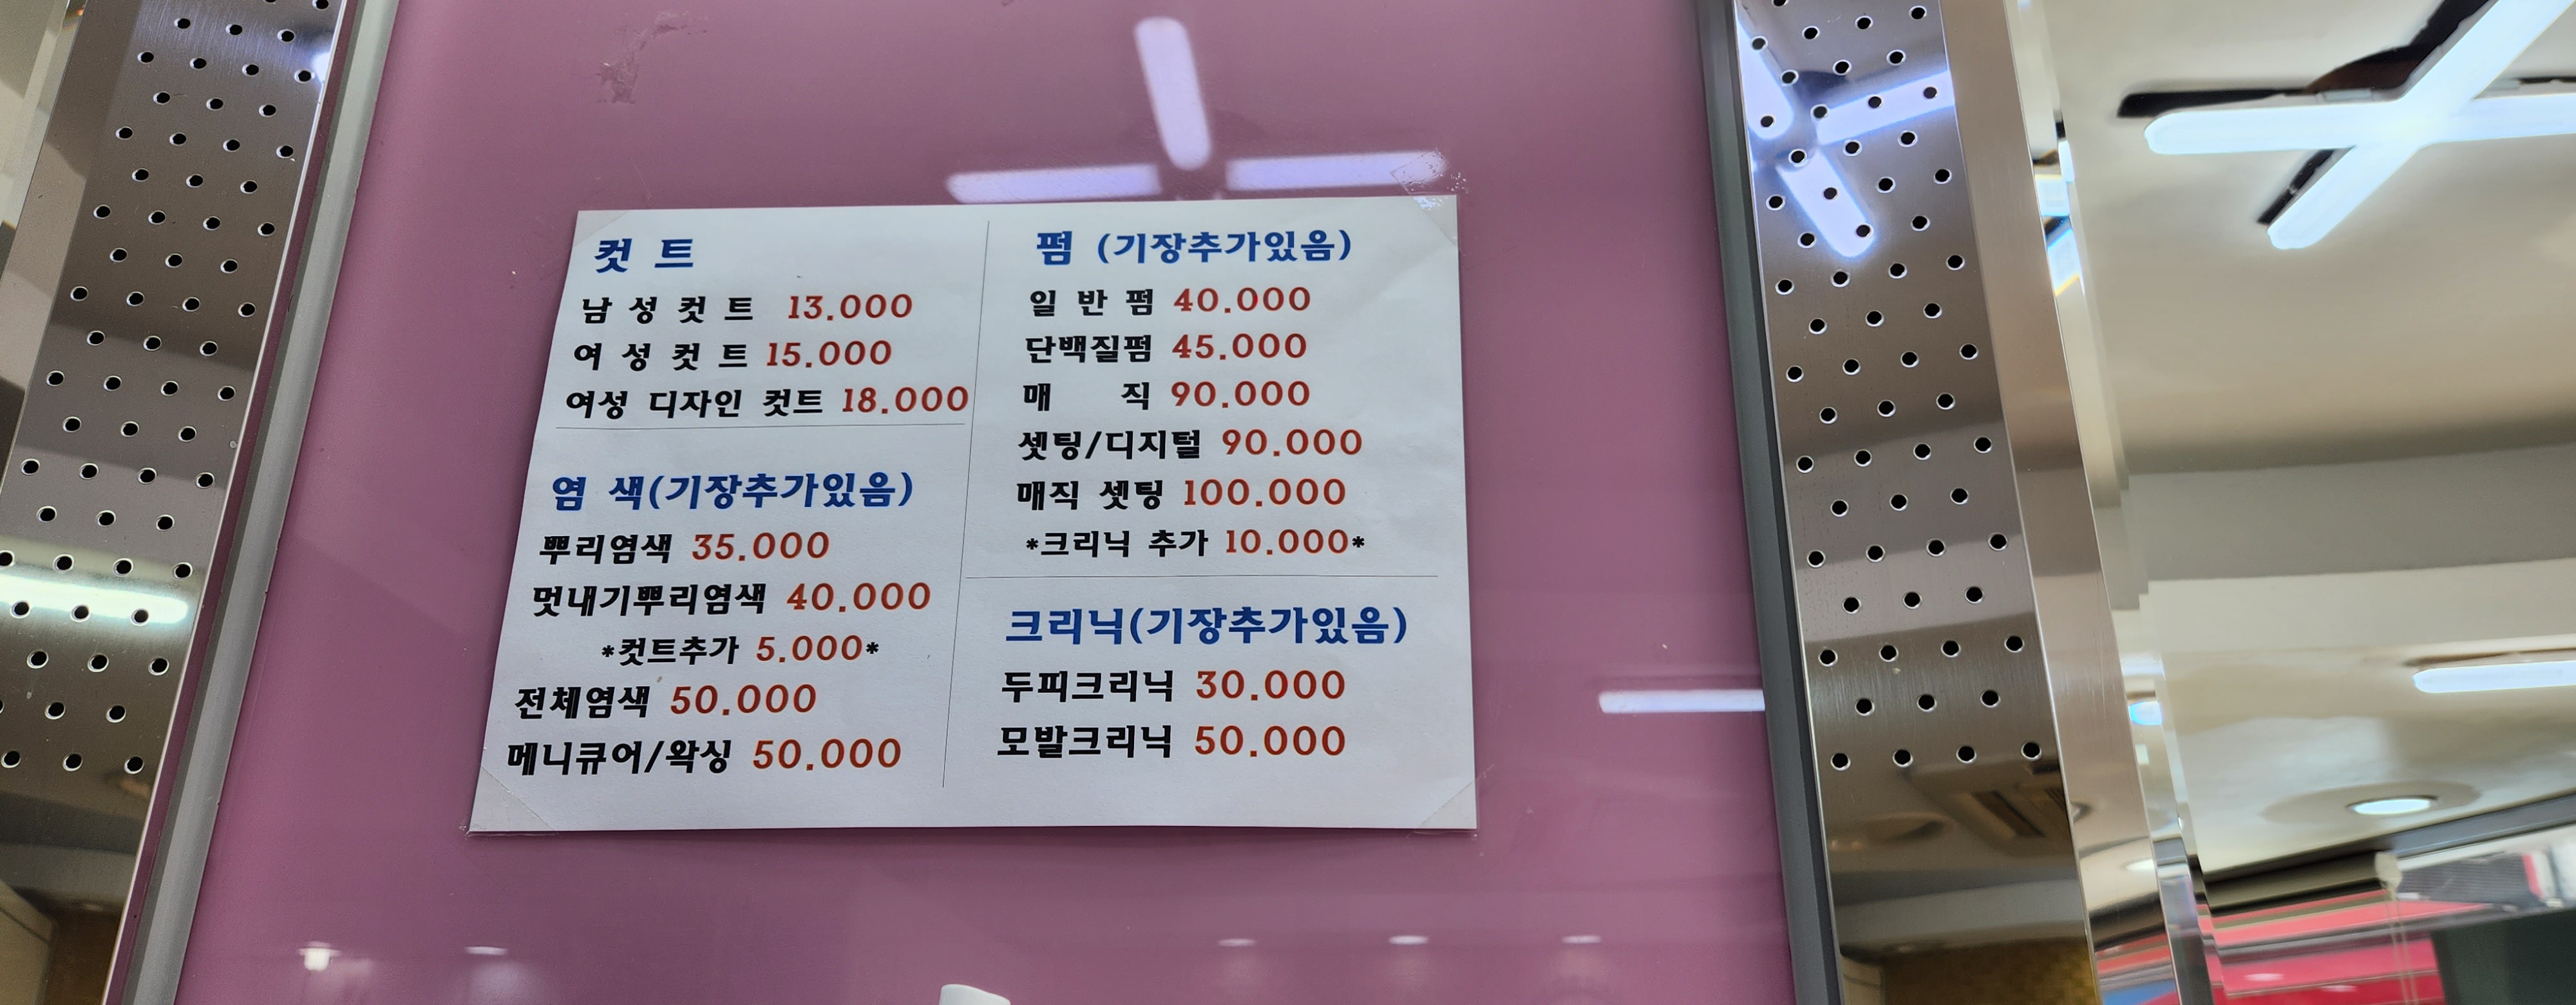 컷 트
남 성 컷 트 13.000
여 성 컷 트 15.000
여성 디자인 컷트 18.000
염 색(기장추가있음)
뿌리염색 35.000
멋내기뿌리염색 40.000
*컷트추가 5.000*
전체염색 50.000
메니큐어/왁싱 50.000
펌 (기장추가있음)
일 반 펌 40.000
단백질펌 45.000
매 직 90.000
셋팅/디지털 90.000
매직 셋팅 100.000
*크리닉 추가 10.000*
크리닉(기장추가있음)
두피크리닉 30.000
모발크리닉 50.000